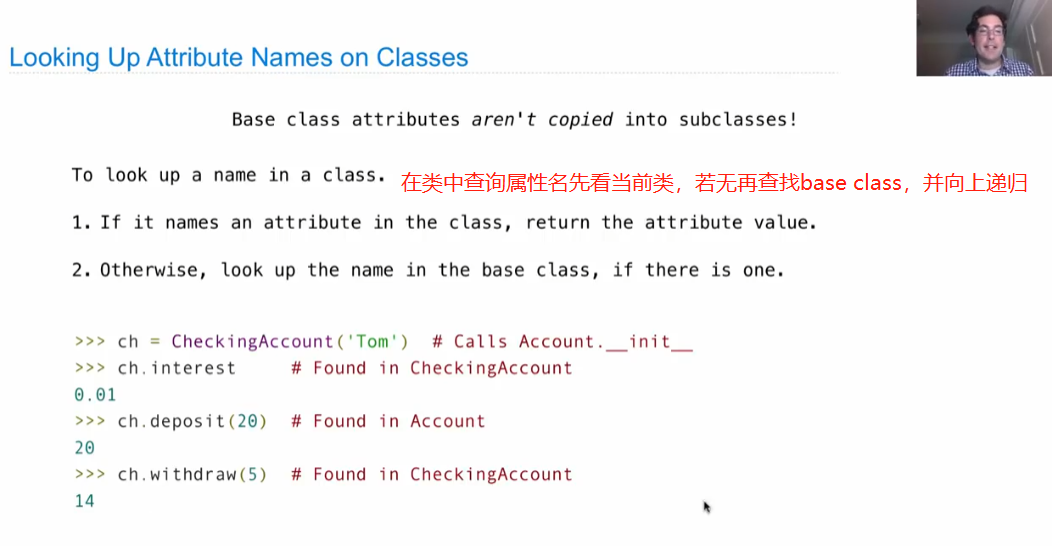 Looking Up Attribute Names on Classes
Base class attributes aren't copied into subclasses!
To look up a name in a class. 在类中查询属性名先看当前类，若无再查找base class，并向上递归
1. If it names an attribute in the class, return the attribute value.
2. Otherwise, look up the name in the base class, if there is one.
>>> ch = CheckingAccount('Tom')  # Calls Account.__init__
>>> ch.interest     # Found in CheckingAccount
0.01
>>> ch.deposit(20)  # Found in Account
20
>>> ch.withdraw(5)  # Found in CheckingAccount
14